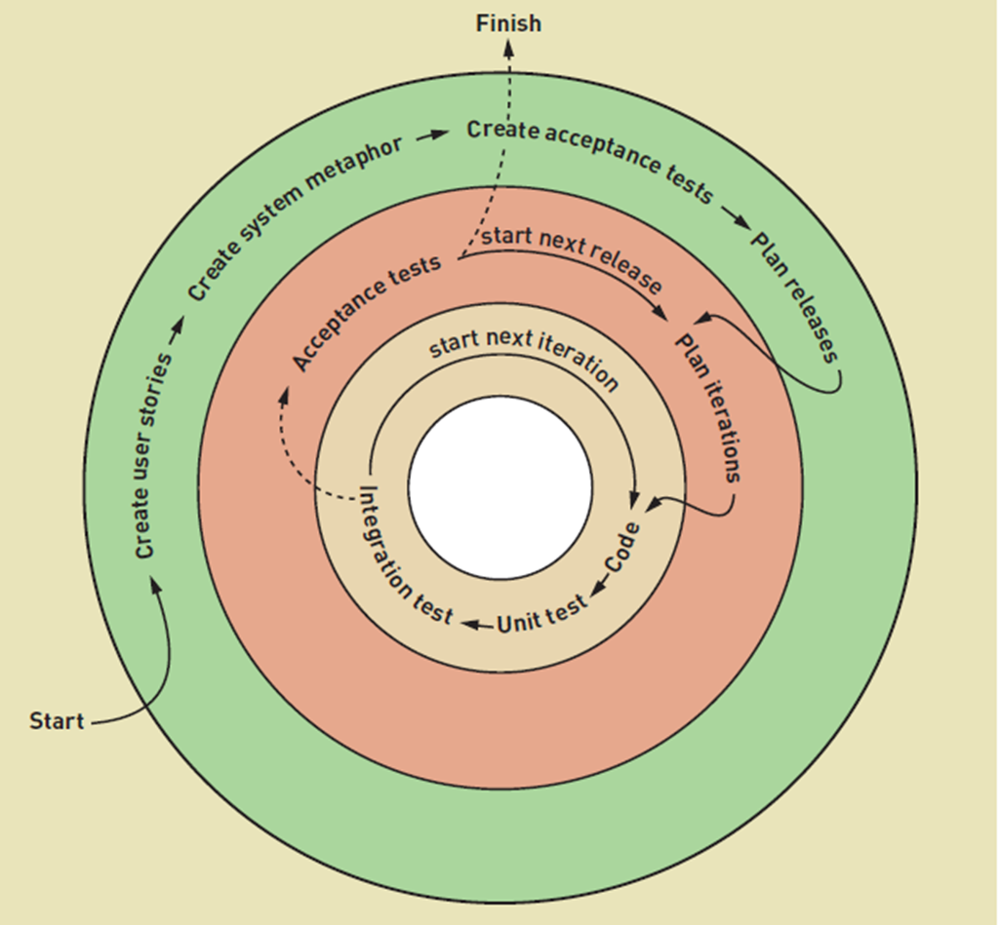 Finish
Start
Create user stories
Create system metaphor
Create acceptance tests
Plan releases
Acceptance tests
start next release
Plan iterations
start next iteration
Code
Unit test
Integration test